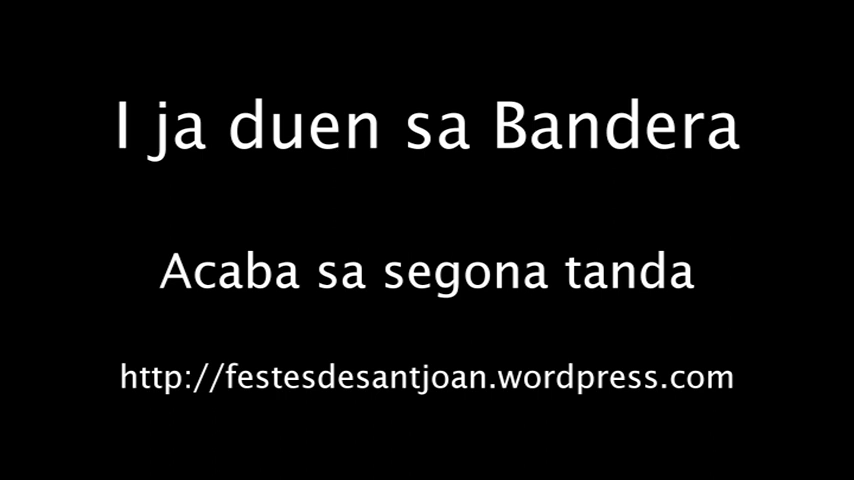 I ja duen sa Bandera
Acaba sa segona tanda
http://festesdesantjoan.wordpress.com